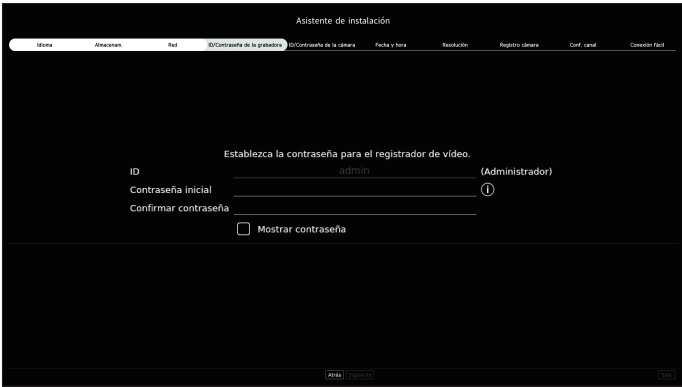 Asistente de instalación
Idioma Almacenam. Red ID/Contraseña de la grabadora ID/Contraseña de la cámara Fecha y hora Resolución Registro cámara Conf. canal Conexión fácil
Establezca la contraseña para el registrador de vídeo.
ID admin (Administrador)
Contraseña inicial
Confirmar contraseña
Mostrar contraseña
Atrás Siguiente Salir